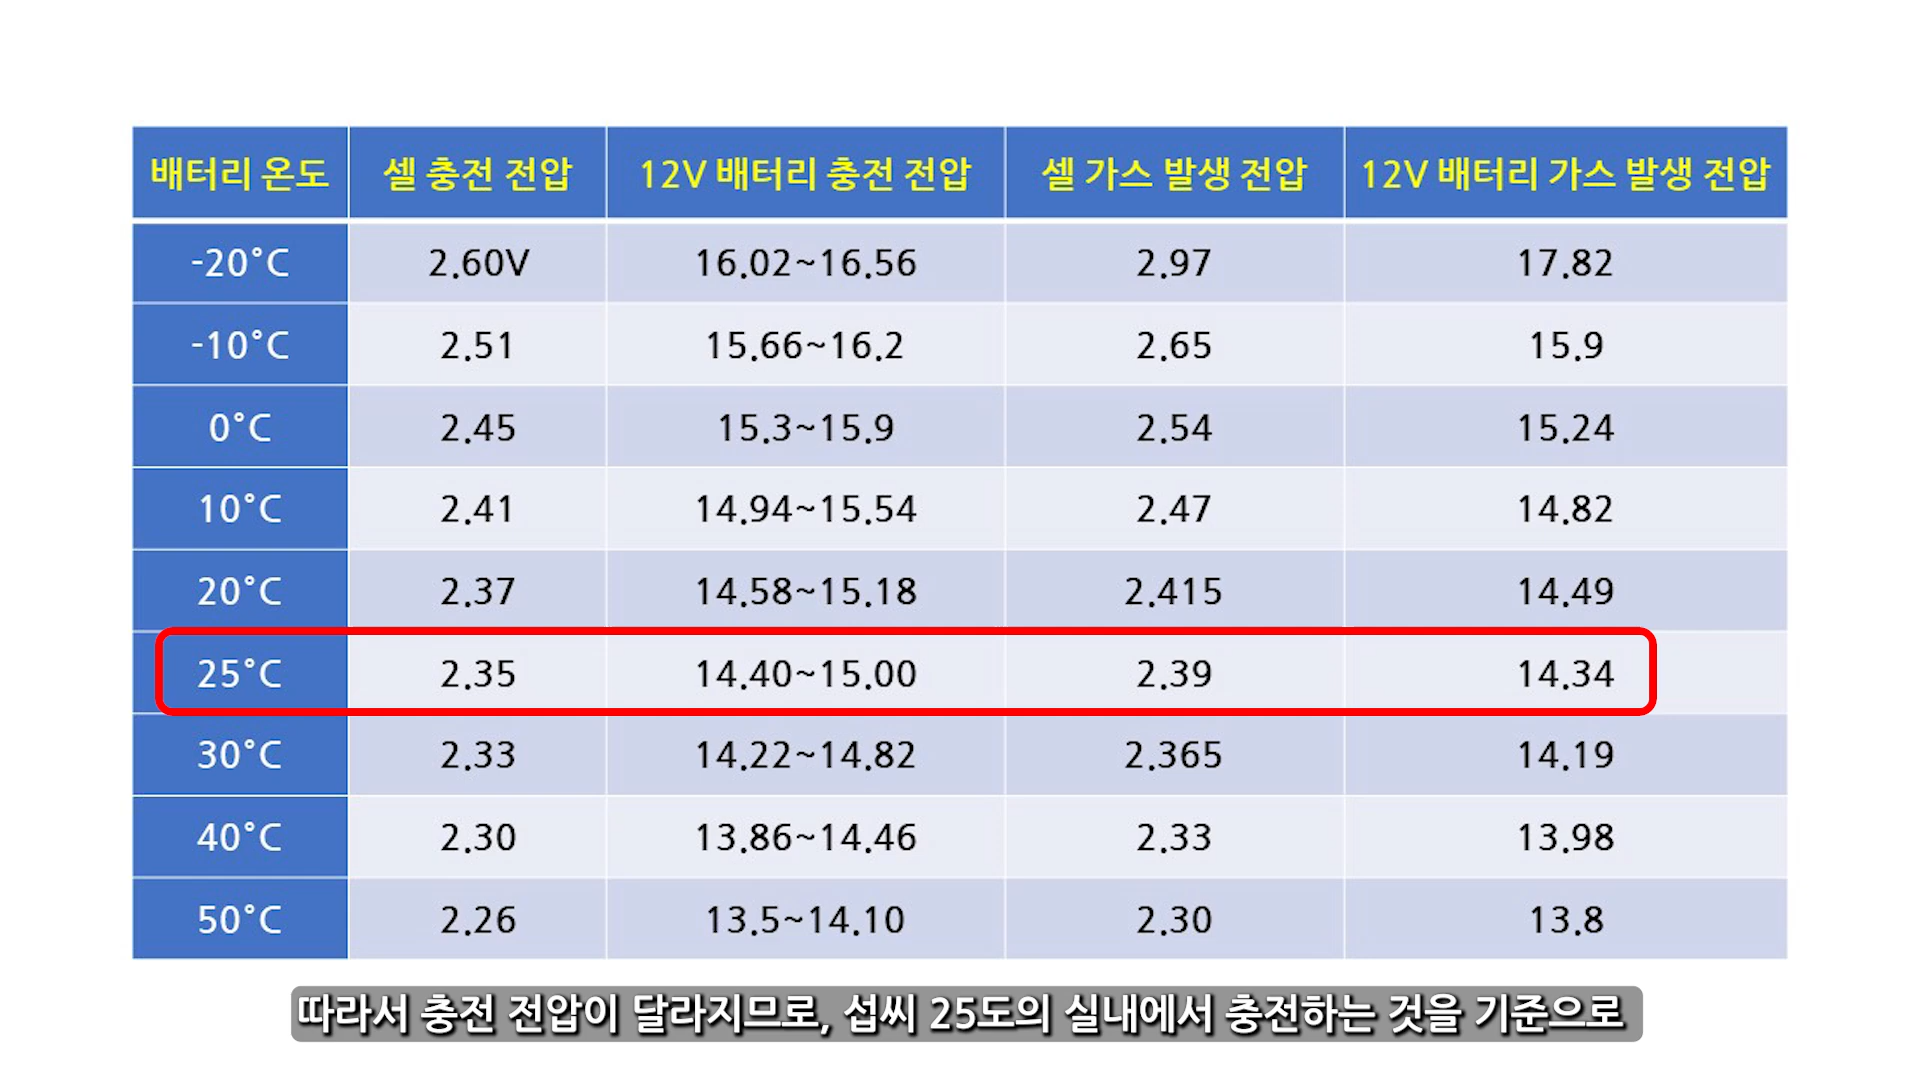 배터리 온도 셀 충전 전압 12V 배터리 충전 전압 셀 가스 발생 전압 12V 배터리 가스 발생 전압
-20°C 2.60V 16.02~16.56 2.97 17.82
-10°C 2.51 15.66~16.2 2.65 15.9
0°C 2.45 15.3~15.9 2.54 15.24
10°C 2.41 14.94~15.54 2.47 14.82
20°C 2.37 14.58~15.18 2.415 14.49
25°C 2.35 14.40~15.00 2.39 14.34
30°C 2.33 14.22~14.82 2.365 14.19
40°C 2.30 13.86~14.46 2.33 13.98
50°C 2.26 13.5~14.10 2.30 13.8
따라서 충전 전압이 달라지므로, 섭씨 25도의 실내에서 충전하는 것을 기준으로